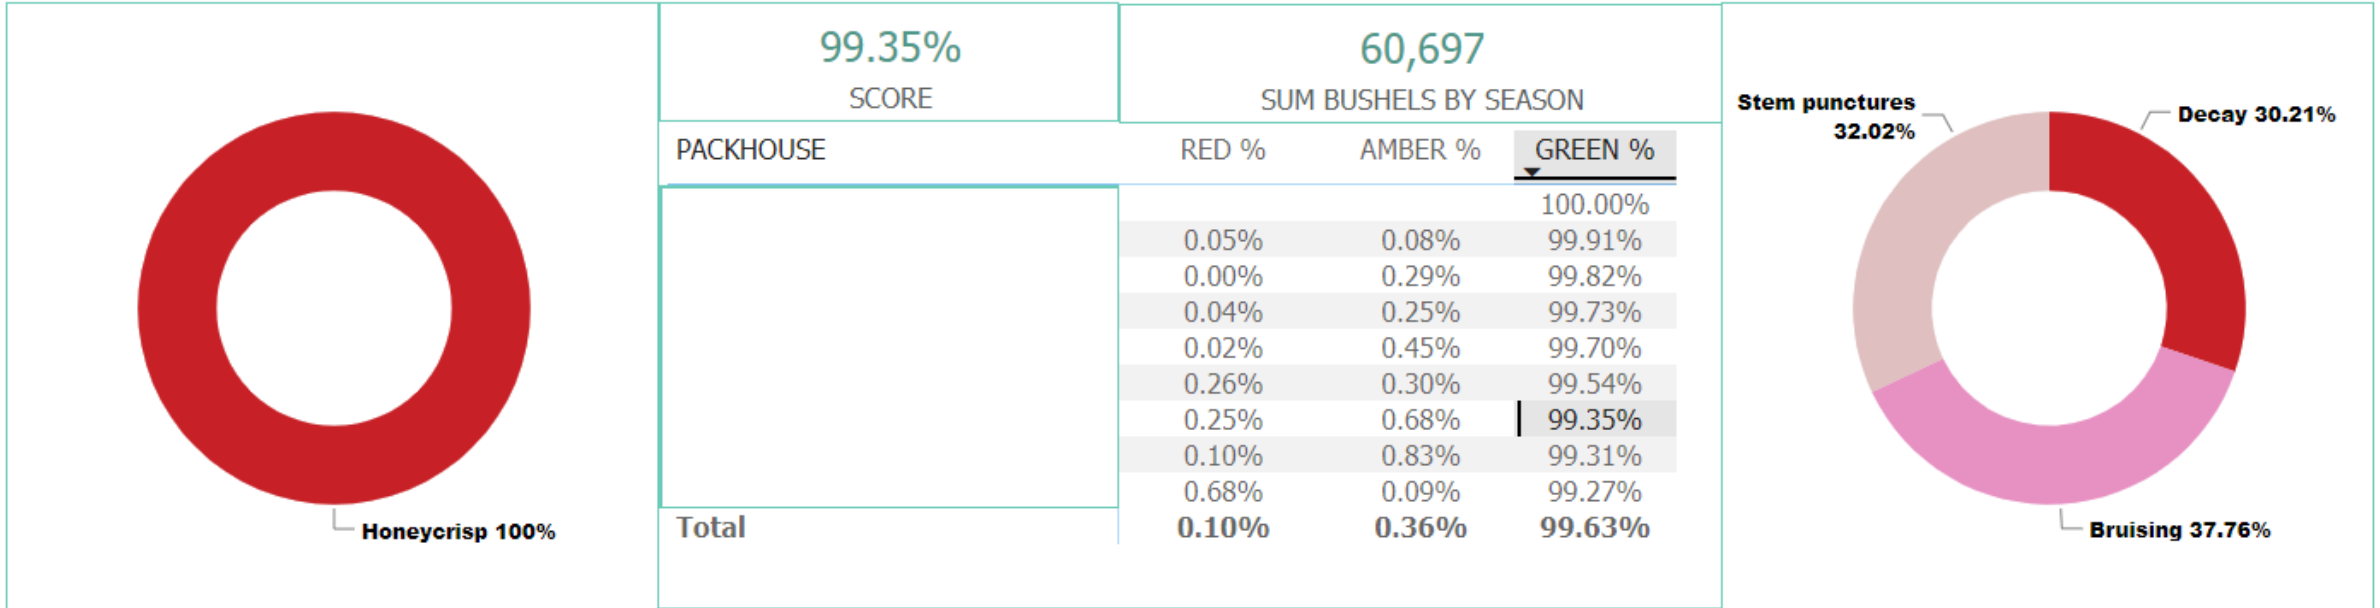 Honeycrisp 100%
99.35%
SCORE
60,697
SUM BUSHELS BY SEASON
PACKHOUSE RED % AMBER % GREEN %
100.00%
0.05% 0.08% 99.91%
0.00% 0.29% 99.82%
0.04% 0.25% 99.73%
0.02% 0.45% 99.70%
0.26% 0.30% 99.54%
0.25% 0.68% 99.35%
0.10% 0.83% 99.31%
0.68% 0.09% 99.27%
Total 0.10% 0.36% 99.63%
Stem punctures
32.02%
Decay 30.21%
Bruising 37.76%